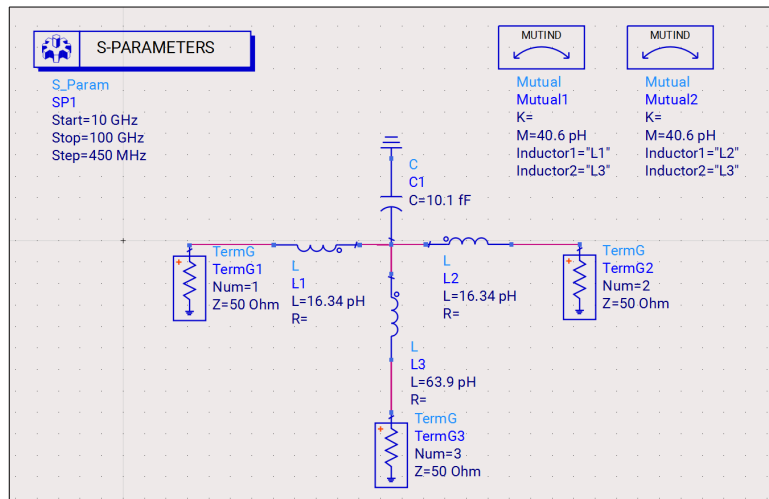 S-PARAMETERS
S_Param
SP1
Start=10 GHz
Stop=100 GHz
Step=450 MHz
MUTIND
Mutual
Mutual1
K=
M=40.6 pH
Inductor1="L1"
Inductor2="L3"
MUTIND
Mutual
Mutual2
K=
M=40.6 pH
Inductor1="L2"
Inductor2="L3"
C
C1
C=10.1 fF
TermG
TermG1
Num=1
Z=50 Ohm
L
L1
L=16.34 pH
R=
L
L2
L=16.34 pH
R=
TermG
TermG2
Num=2
Z=50 Ohm
L
L3
L=63.9 pH
R=
TermG
TermG3
Num=3
Z=50 Ohm